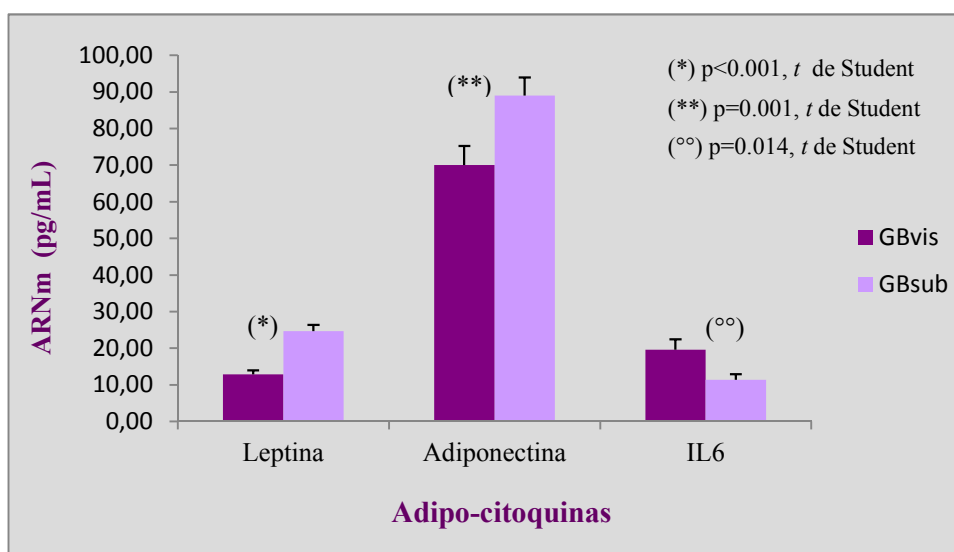 100,00
90,00
80,00
70,00
60,00
50,00
40,00
30,00
20,00
10,00
0,00
ARNm (pg/mL)
(*)
(**)
(°°)
(*) p<0.001, t de Student
(**) p=0.001, t de Student
(°°) p=0.014, t de Student
GBvis
GBsub
Leptina
Adiponectina
IL6
Adipo-citoquinas